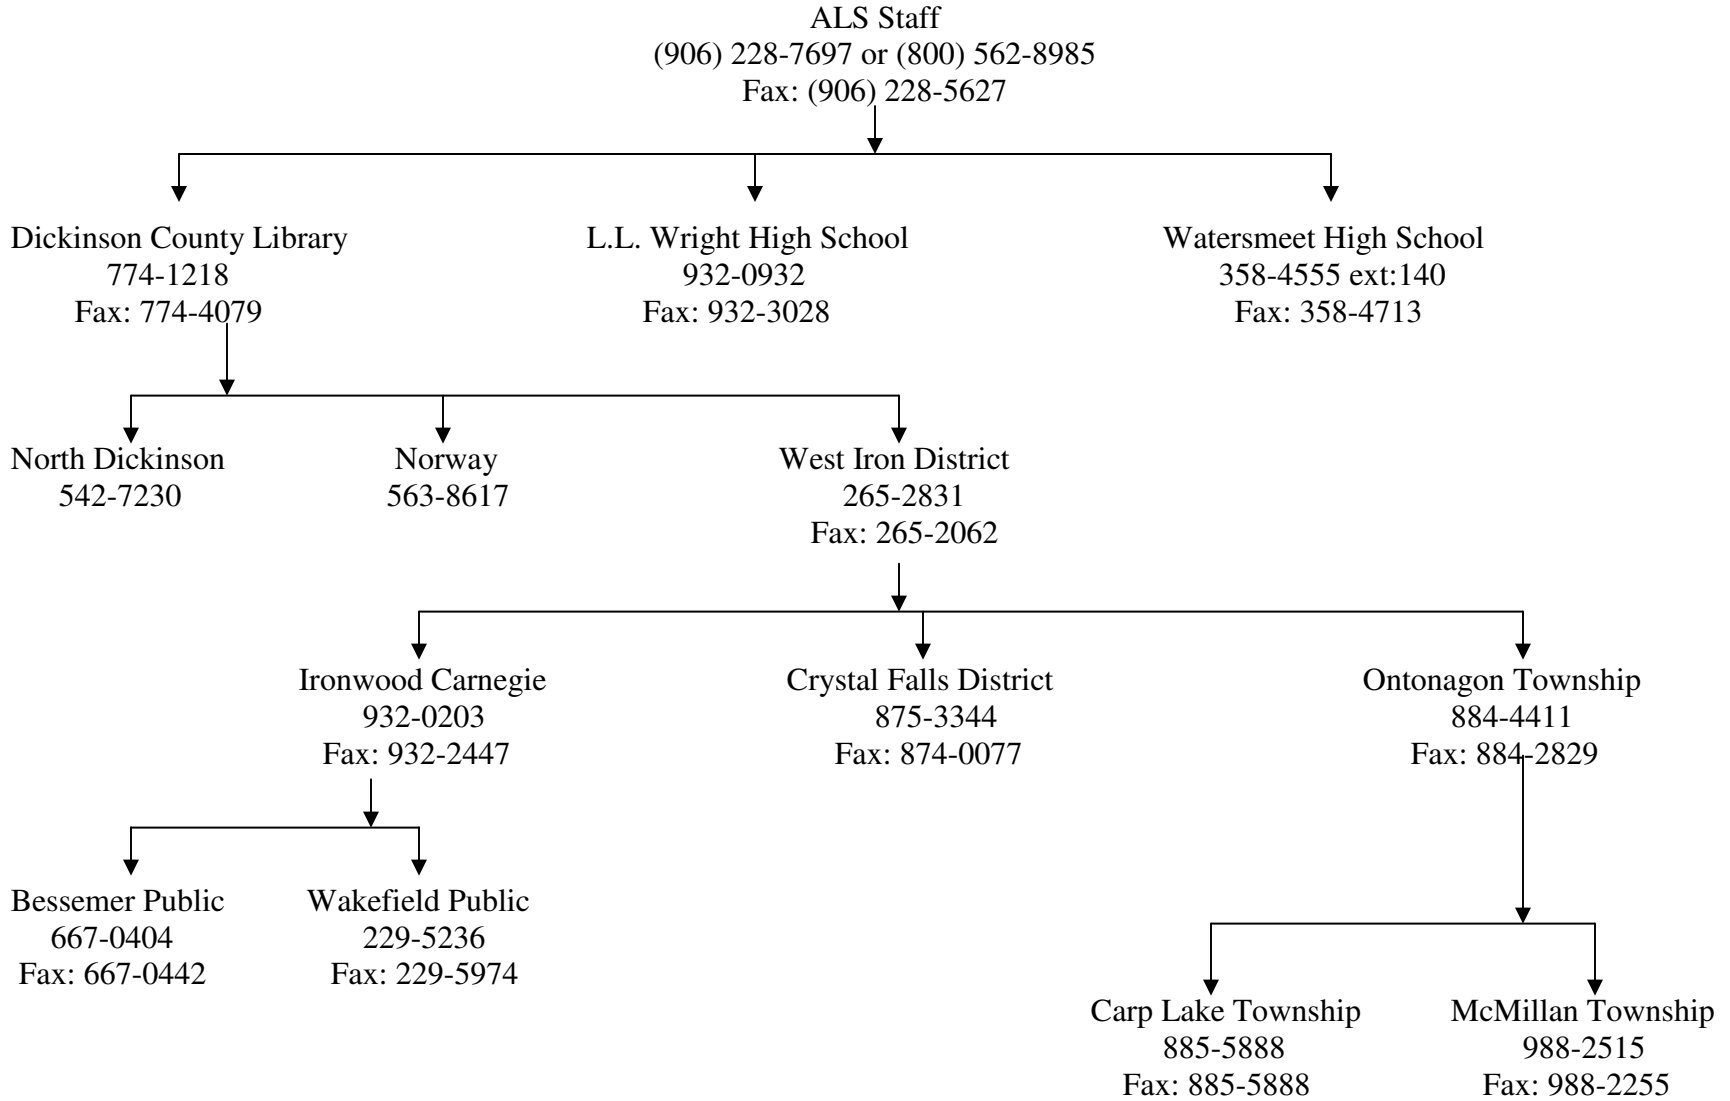 ALS Staff
(906) 228-7697 or (800) 562-8985
Fax: (906) 228-5627
Dickinson County Library
774-1218
Fax: 774-4079
L.L. Wright High School
932-0932
Fax: 932-3028
Watersmeet High School
358-4555 ext:140
Fax: 358-4713
North Dickinson
542-7230
Norway
563-8617
West Iron District
265-2831
Fax: 265-2062
Ironwood Carnegie
932-0203
Fax: 932-2447
Crystal Falls District
875-3344
Fax: 874-0077
Ontonagon Township
884-4411
Fax: 884-2829
Bessemer Public
667-0404
Fax: 667-0442
Wakefield Public
229-5236
Fax: 229-5974
Carp Lake Township
885-5888
Fax: 885-5888
McMillan Township
988-2515
Fax: 988-2255